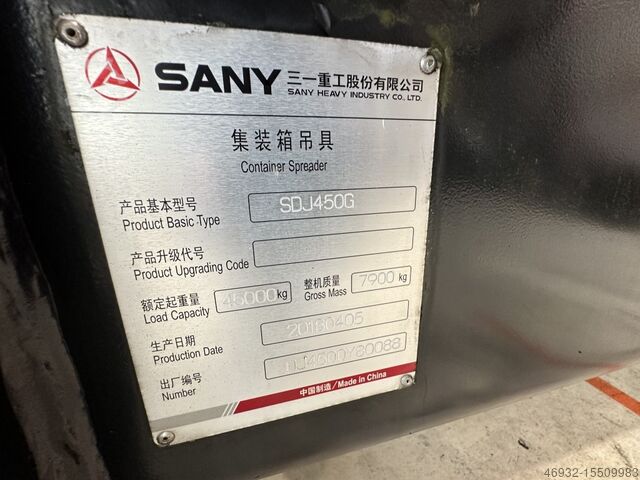 SANY 三一重工股份有限公司
SANY HEAVY INDUSTRY CO., LTD.
集装箱吊具
Container Spreader
产品基本型号 SDJ450G
Product Basic Type
产品升级代号
Product Upgrading Code
额定起重量 45000 kg 整机质量 7900 kg
Load Capacity Gross Mass
生产日期 20180405
Production Date
出厂编号
Number
中国制造/Made in China
46932-15509983